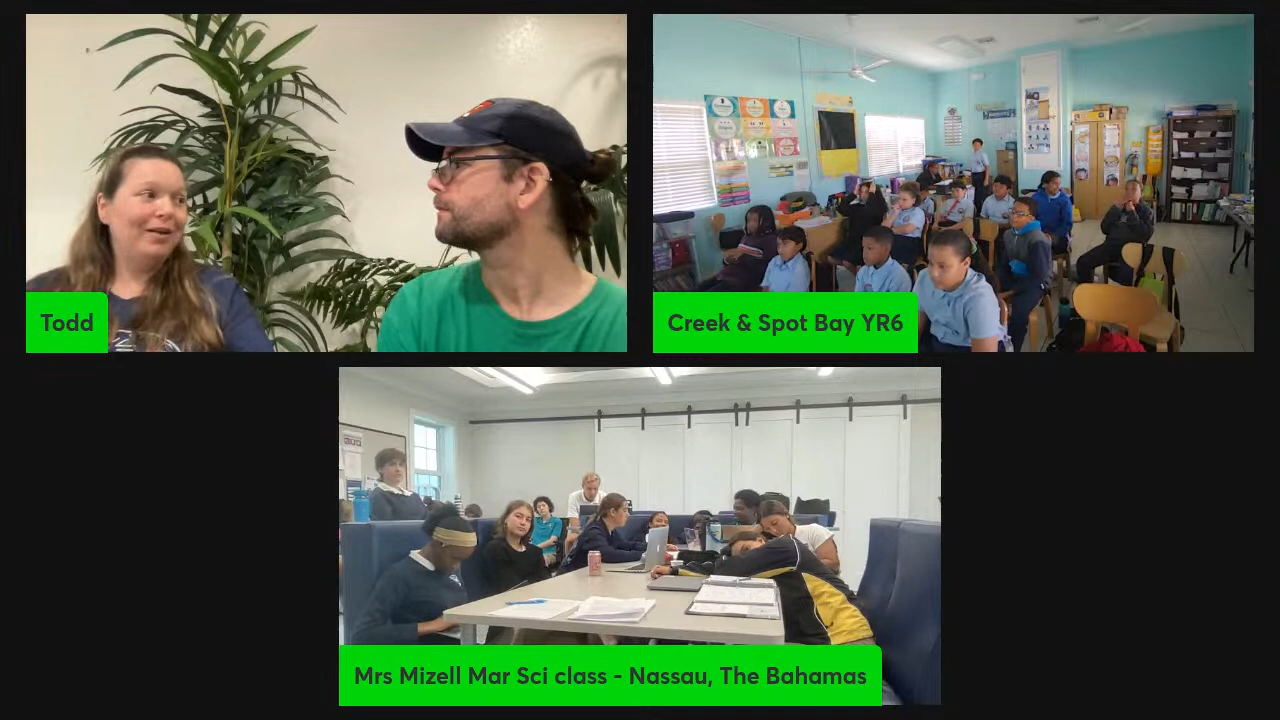 Todd
Creek & Spot Bay YR6
Mrs Mizell Mar Sci class - Nassau, The Bahamas